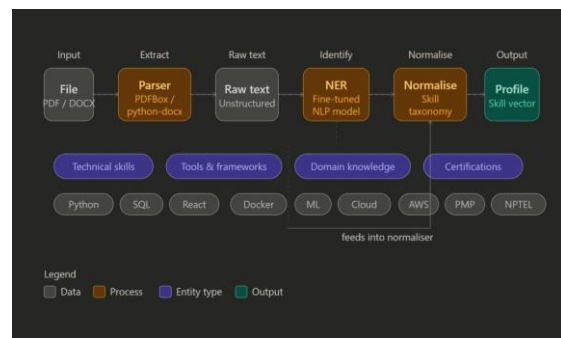 Input Extract Raw text Identify Normalise Output
File
PDF / DOCX
Parser
PDFBox /
python-docx
Raw text
Unstructured
NER
Fine-tuned
NLP model
Normalise
Skill
taxonomy
Profile
Skill vector
Technical skills Tools & frameworks Domain knowledge Certifications
Python SQL React Docker ML Cloud AWS PMP NPTEL
feeds into normaliser
Legend
Data Process Entity type Output